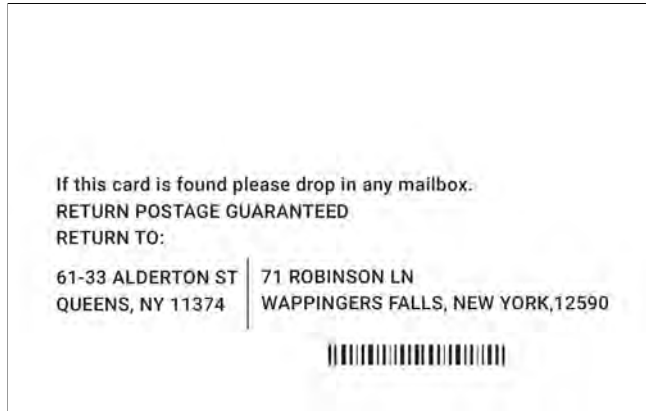 If this card is found please drop in any mailbox.
RETURN POSTAGE GUARANTEED
RETURN TO:
61-33 ALDERTON ST
QUEENS, NY 11374
71 ROBINSON LN
WAPPINGERS FALLS, NEW YORK,12590